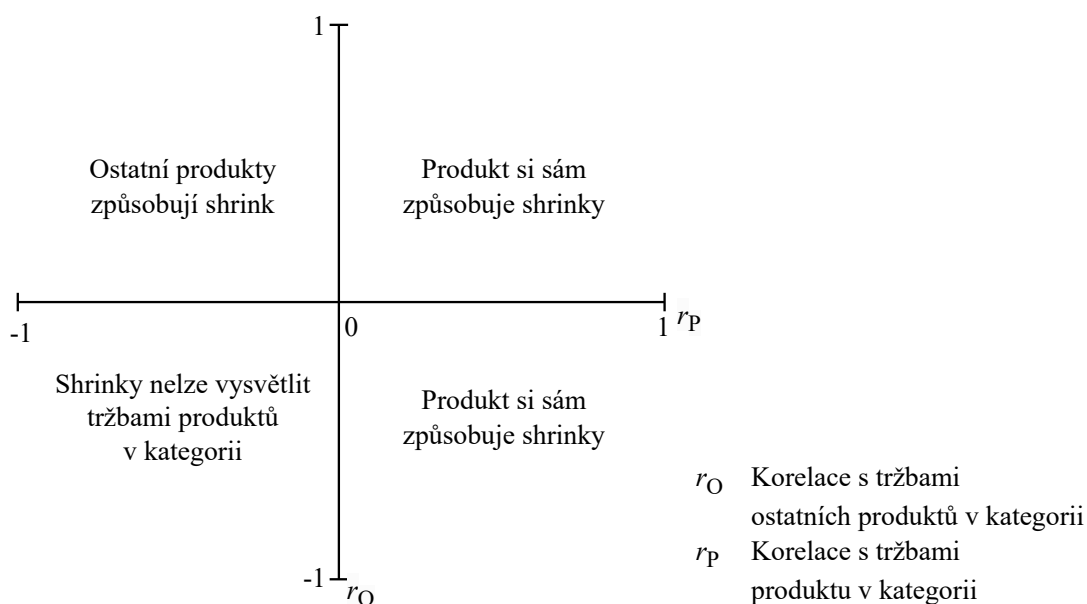 1
Ostatní produkty
způsobují shrink
Produkt si sám
způsobuje shrinky
-1
0
1 rP
Shrinky nelze vysvětlit
tržbami produktů
v kategorii
Produkt si sám
způsobuje shrinky
-1
rO
rO Korelace s tržbami
ostatních produktů v kategorii
rP Korelace s tržbami
produktu v kategorii